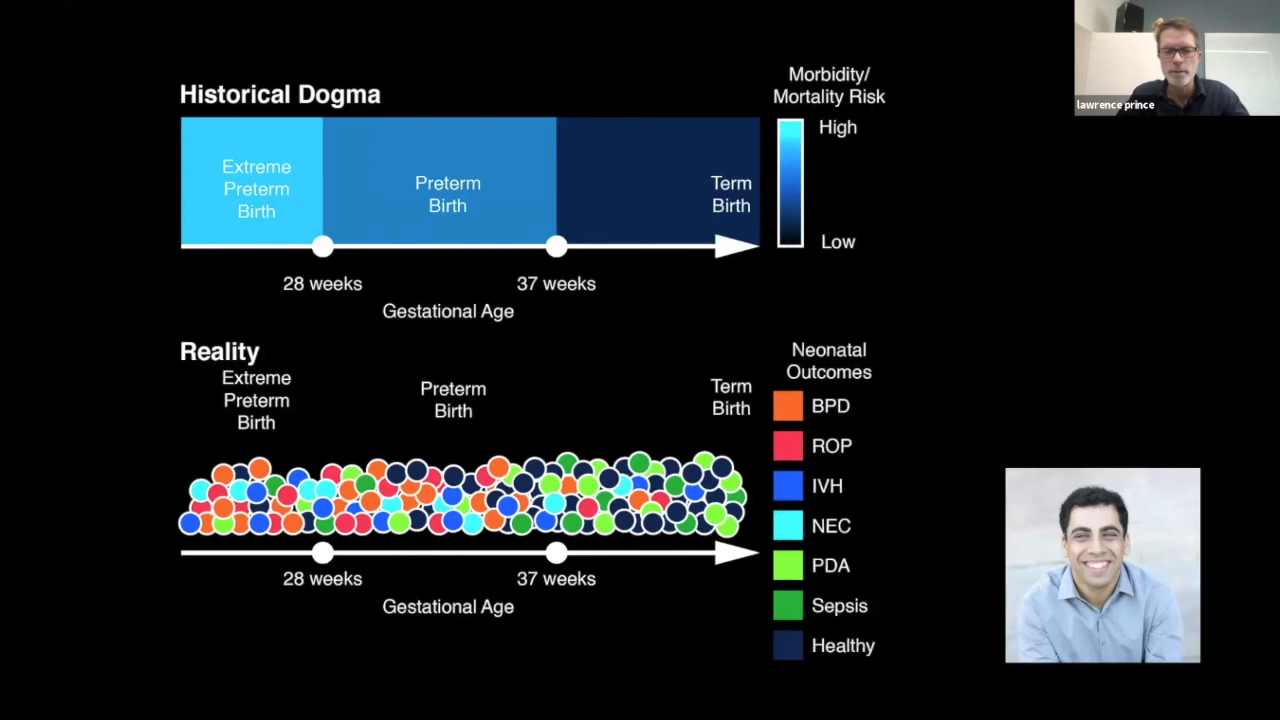 Historical Dogma
Extreme
Preterm
Birth
Preterm
Birth
Term
Birth
28 weeks
37 weeks
Gestational Age
Morbidity/
Mortality Risk
High
Low
lawrence prince
Reality
Extreme
Preterm
Birth
Preterm
Birth
Term
Birth
28 weeks
37 weeks
Gestational Age
Neonatal
Outcomes
BPD
ROP
IVH
NEC
PDA
Sepsis
Healthy